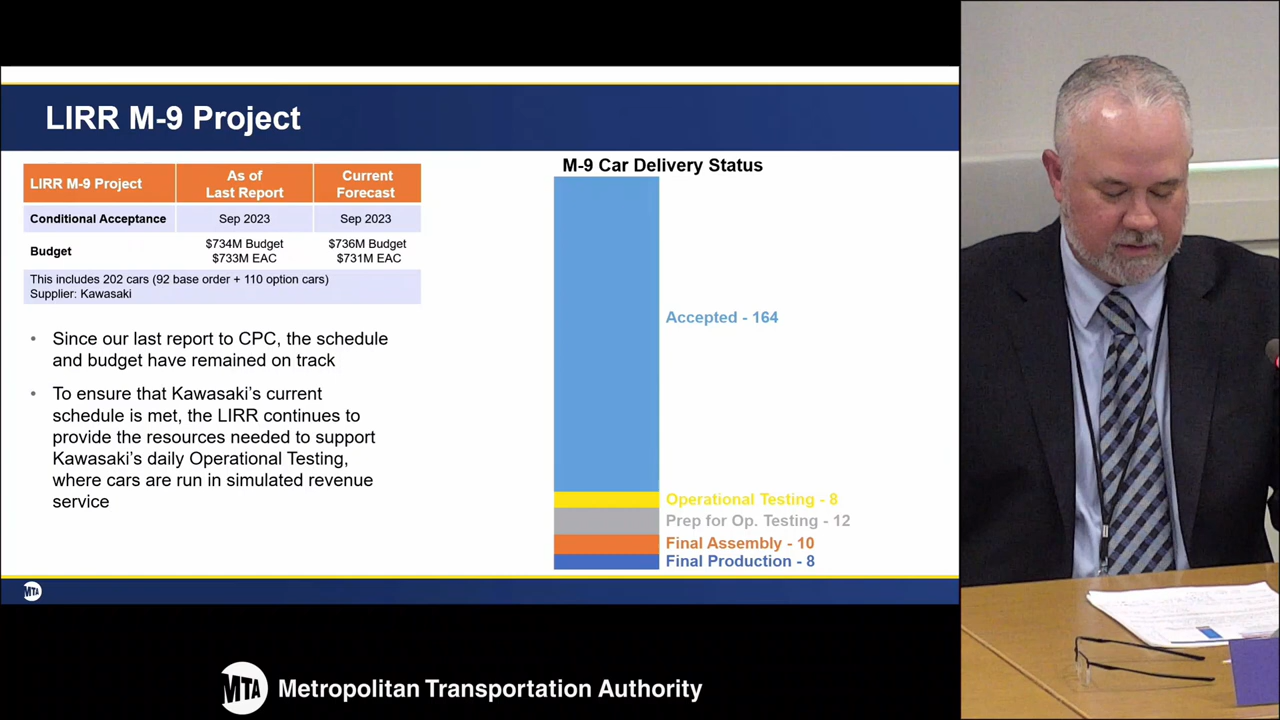 LIRR M-9 Project
LIRR M-9 Project
As of
Last Report
Current
Forecast
Conditional Acceptance
Sep 2023
Sep 2023
Budget
$734M Budget
$733M EAC
$736M Budget
$731M EAC
This includes 202 cars (92 base order + 110 option cars)
Supplier: Kawasaki
• Since our last report to CPC, the schedule
and budget have remained on track
• To ensure that Kawasaki's current
schedule is met, the LIRR continues to
provide the resources needed to support
Kawasaki's daily Operational Testing,
where cars are run in simulated revenue
service
M-9 Car Delivery Status
Accepted - 164
Operational Testing - 8
Prep for Op. Testing - 12
Final Assembly - 10
Final Production - 8
MTA
MTA Metropolitan Transportation Authority